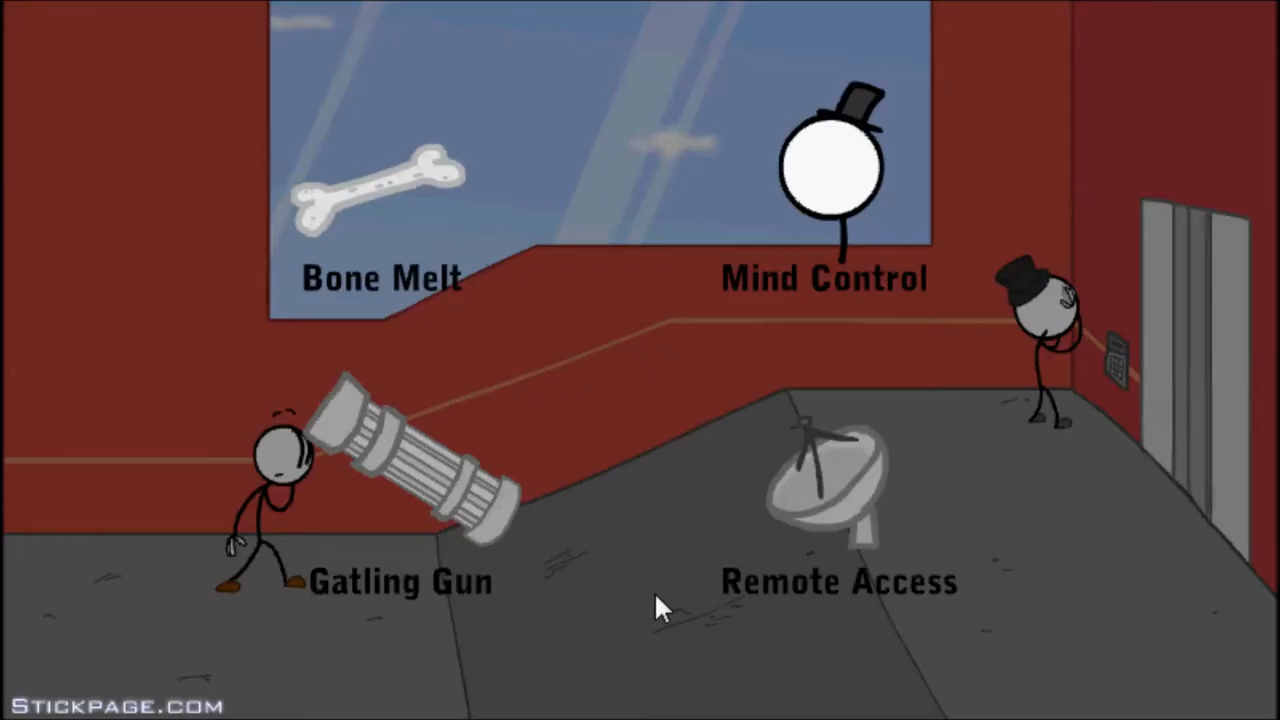 Bone Melt
Mind Control
Gatling Gun
Remote Access
STICKPAGE.COM